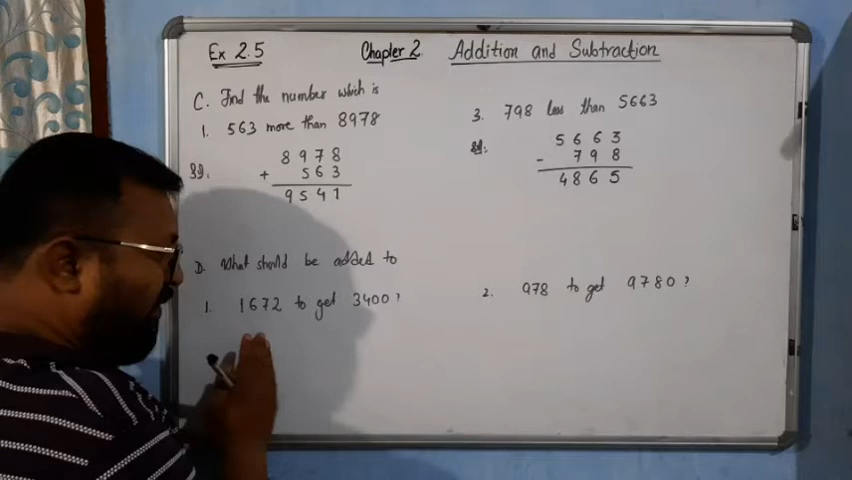 Ex 2.5
Chapter 2 Addition and Subtraction
C. Find the number which is
1. 563 more than 8978
8 9 7 8
+ 5 6 3
9 5 4 1
3. 798 less than 5663
5 6 6 3
- 7 9 8
4 8 6 5
D. What should be added to
1. 1672 to get 3400?
2. 978 to get 9780?